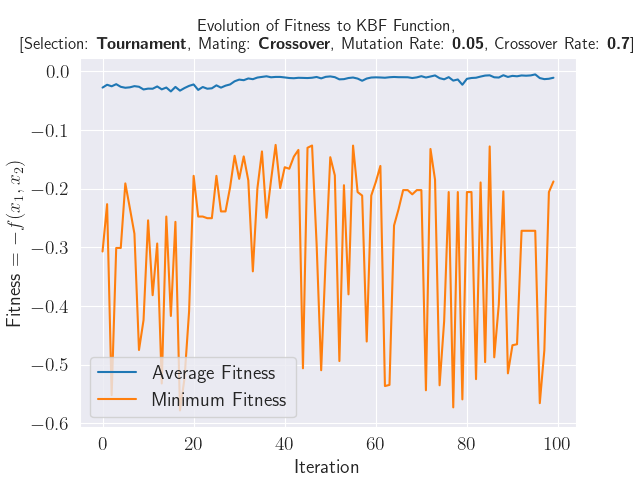 Evolution of Fitness to KBF Function,
[Selection: Tournament, Mating: Crossover, Mutation Rate: 0.05, Crossover Rate: 0.7]
0.0
−0.1
−0.2
−0.3
−0.4
−0.5
−0.6
Fitness = −f(x₁, x₂)
Average Fitness
Minimum Fitness
0 20 40 60 80 100
Iteration